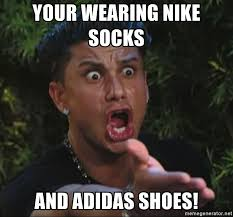 YOUR WEARING NIKE
SOCKS
AND ADIDAS SHOES!
memegenerator.net